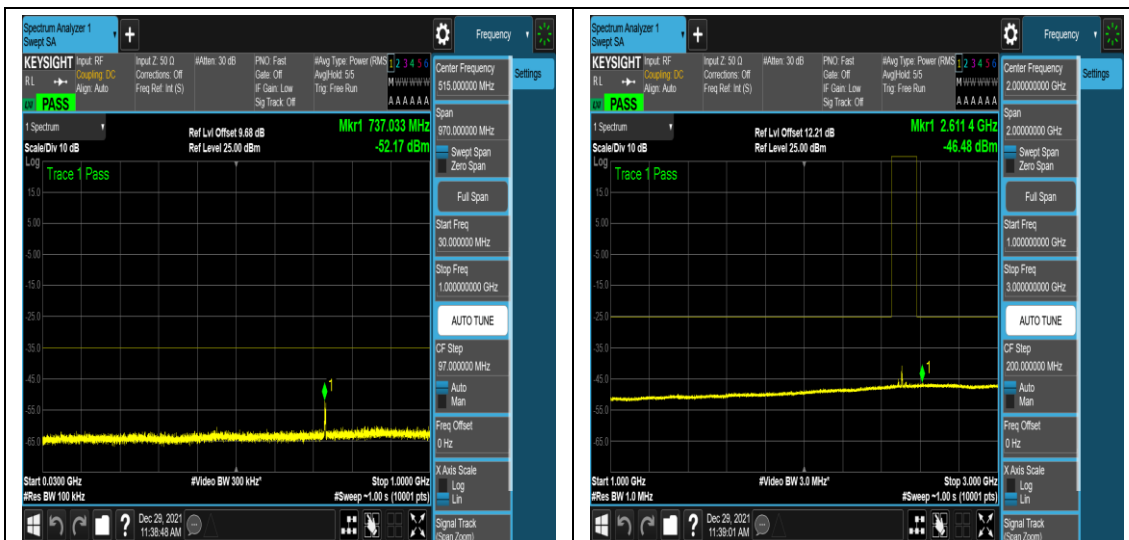 Spectrum Analyzer 1
Swept SA
+
Frequency
KEYSIGHT
RL
LV PASS
Input: RF
Coupling: DC
Align: Auto
Input Z: 50 Ω
Corrections: Off
Freq Ref: Int (S)
#Atten: 30 dB
PNO: Fast
Gate: Off
IF Gain: Low
Sig Track: Off
#Avg Type: Power (RMS
Avg|Hold: 5/5
Trig: Free Run
1 2 3 4 5 6
M W W W W W
A A A A A A
1 Spectrum
Scale/Div 10 dB
Ref Lvl Offset 9.68 dB
Ref Level 25.00 dBm
Mkr1 737.033 MHz
-52.17 dBm
Log
Trace 1 Pass
15.0
5.00
-5.00
-15.0
-25.0
-35.0
-45.0
-55.0
-65.0
1
Start 0.0300 GHz
#Res BW 100 kHz
#Video BW 300 kHz*
Stop 1.0000 GHz
#Sweep ~1.00 s (10001 pts)
Dec 29, 2021
11:38:48 AM
?
Center Frequency
515.000000 MHz
Settings
Span
970.000000 MHz
Swept Span
Zero Span
Full Span
Start Freq
30.000000 MHz
Stop Freq
1.000000000 GHz
AUTO TUNE
CF Step
97.000000 MHz
Auto
Man
Freq Offset
0 Hz
X Axis Scale
Log
Lin
Signal Track
(Span Zoom)
Spectrum Analyzer 1
Swept SA
+
Frequency
KEYSIGHT
RL
LV PASS
Input: RF
Coupling: DC
Align: Auto
Input Z: 50 Ω
Corrections: Off
Freq Ref: Int (S)
#Atten: 30 dB
PNO: Fast
Gate: Off
IF Gain: Low
Sig Track: Off
#Avg Type: Power (RMS
Avg|Hold: 5/5
Trig: Free Run
1 2 3 4 5 6
M W W W W W
A A A A A A
1 Spectrum
Scale/Div 10 dB
Ref Lvl Offset 12.21 dB
Ref Level 25.00 dBm
Mkr1 2.611 4 GHz
-46.48 dBm
Log
Trace 1 Pass
15.0
5.00
-5.00
-15.0
-25.0
-35.0
-45.0
-55.0
-65.0
1
Start 1.000 GHz
#Res BW 1.0 MHz
#Video BW 3.0 MHz*
Stop 3.000 GHz
#Sweep ~1.00 s (10001 pts)
Dec 29, 2021
11:39:01 AM
?
Center Frequency
2.000000000 GHz
Settings
Span
2.00000000 GHz
Swept Span
Zero Span
Full Span
Start Freq
1.000000000 GHz
Stop Freq
3.000000000 GHz
AUTO TUNE
CF Step
200.000000 MHz
Auto
Man
Freq Offset
0 Hz
X Axis Scale
Log
Lin
Signal Track
(Span Zoom)